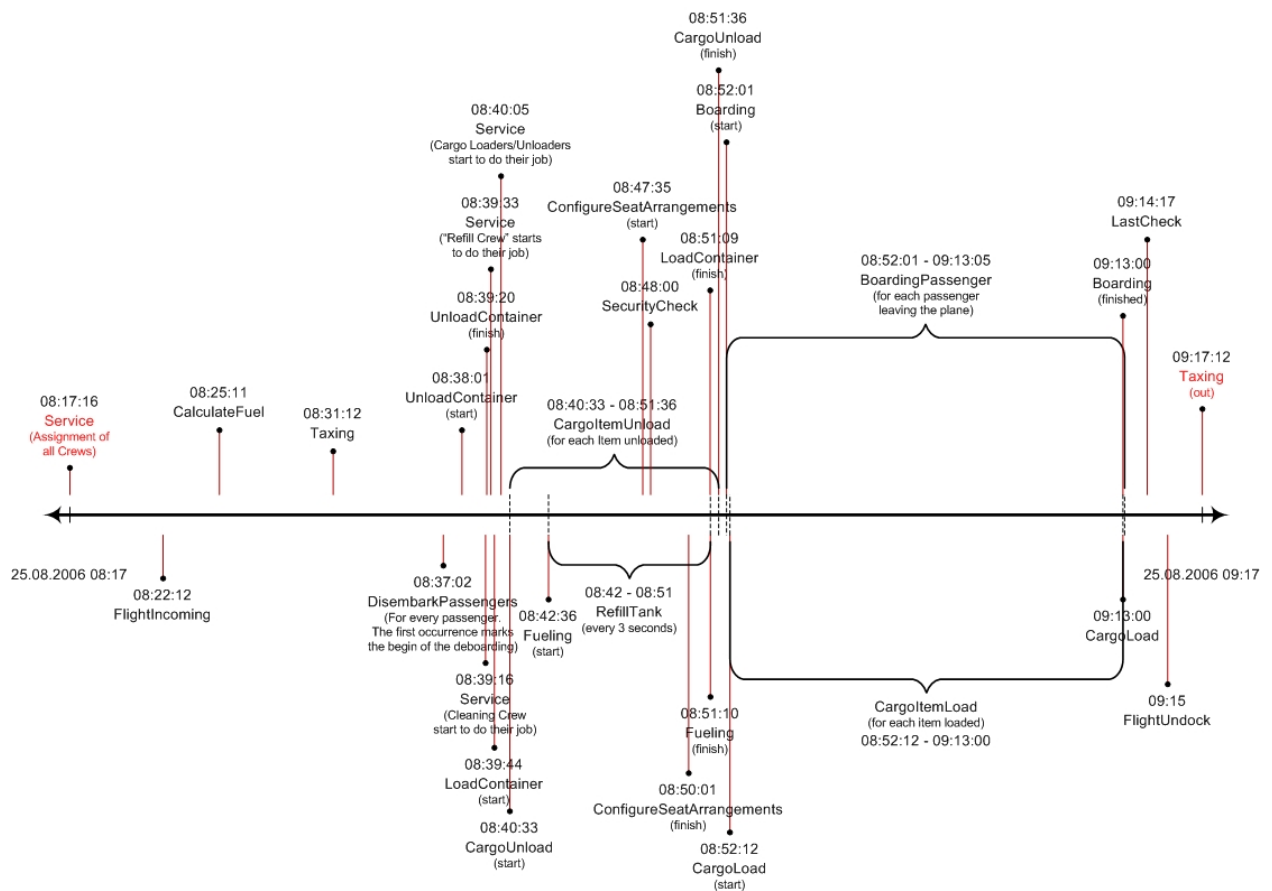 08:51:36
CargoUnload
(finish)
08:52:01
Boarding
(start)
08:40:05
Service
(Cargo Loaders/Unloaders
start to do their job)
08:47:35
ConfigureSeatArrangements
(start)
08:39:33
Service
("Refill Crew" starts
to do their job)
08:51:09
LoadContainer
(finish)
09:14:17
LastCheck
08:52:01 - 09:13:05
BoardingPassenger
(for each passenger
leaving the plane)
09:13:00
Boarding
(finished)
08:48:00
SecurityCheck
08:39:20
UnloadContainer
(finish)
08:38:01
UnloadContainer
(start)
09:17:12
Taxing
(out)
08:17:16
Service
(Assignment of
all Crews)
08:25:11
CalculateFuel
08:31:12
Taxing
08:40:33 - 08:51:36
CargoItemUnload
(for each Item unloaded)
25.08.2006 08:17
25.08.2006 09:17
08:22:12
FlightIncoming
08:37:02
DisembarkPassengers
(For every passenger.
The first occurrence marks
the begin of the deboarding)
08:42:36
Fueling
(start)
08:42 - 08:51
RefillTank
(every 3 seconds)
09:13:00
CargoLoad
08:39:16
Service
(Cleaning Crew
start to do their job)
08:51:10
Fueling
(finish)
CargoItemLoad
(for each item loaded)
08:52:12 - 09:13:00
09:15
FlightUndock
08:39:44
LoadContainer
(start)
08:50:01
ConfigureSeatArrangements
(finish)
08:40:33
CargoUnload
(start)
08:52:12
CargoLoad
(start)